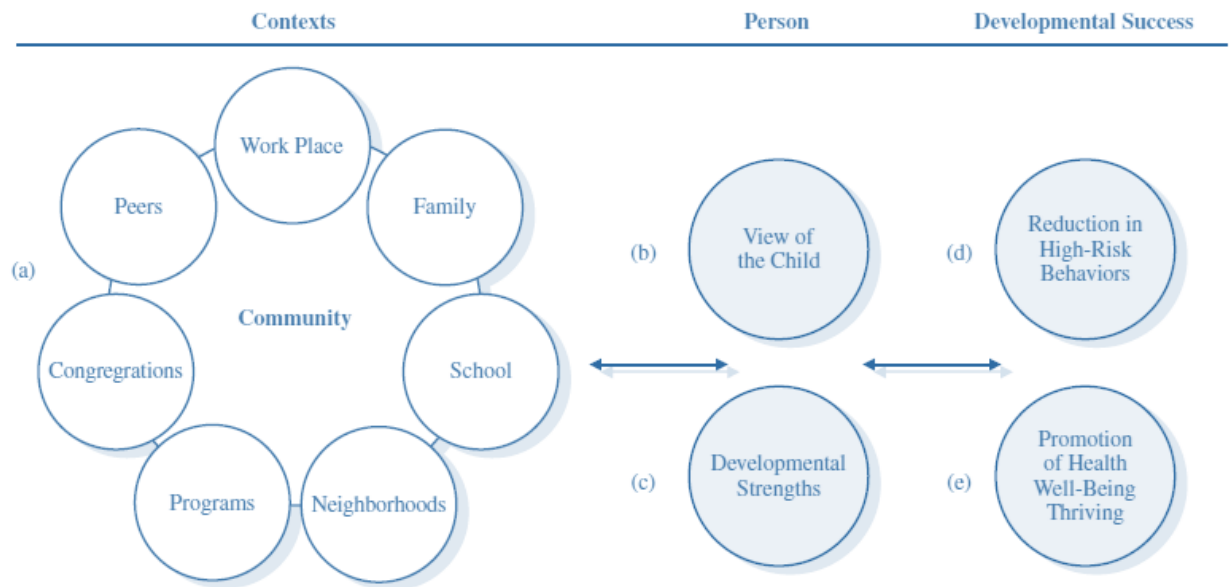 Contexts
Person
Developmental Success
(a)
Work Place
Peers
Family
Community
Congregrations
School
Programs
Neighborhoods
(b)
View of
the Child
(c)
Developmental
Strengths
(d)
Reduction in
High-Risk
Behaviors
(e)
Promotion
of Health
Well-Being
Thriving